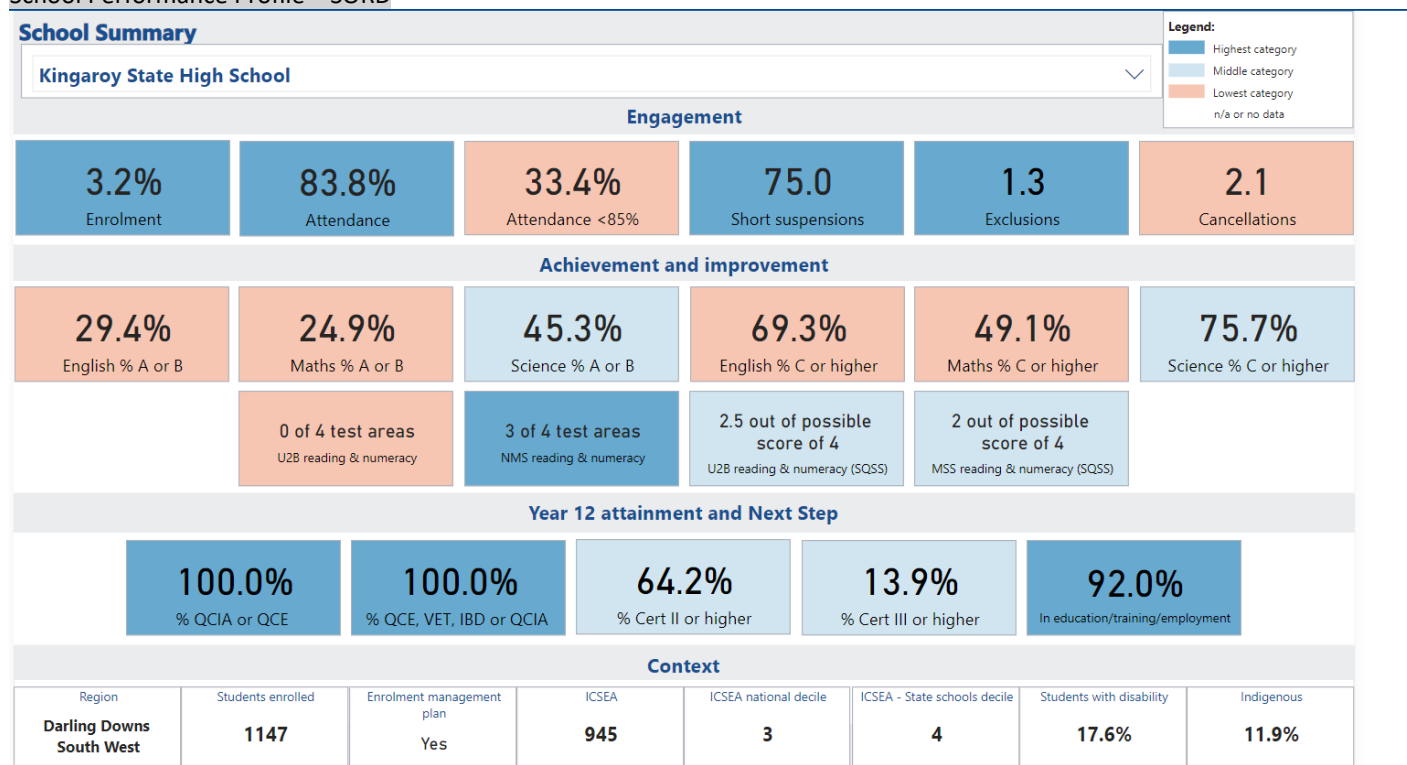 School Performance Profile - SORD
School Summary
Kingaroy State High School
Legend:
Highest category
Middle category
Lowest category
n/a or no data
Engagement
3.2%
Enrolment
83.8%
Attendance
33.4%
Attendance <85%
75.0
Short suspensions
1.3
Exclusions
2.1
Cancellations
Achievement and improvement
29.4%
English % A or B
24.9%
Maths % A or B
45.3%
Science % A or B
69.3%
English % C or higher
49.1%
Maths % C or higher
75.7%
Science % C or higher
0 of 4 test areas
U2B reading & numeracy
3 of 4 test areas
NMS reading & numeracy
2.5 out of possible
score of 4
U2B reading & numeracy (SQSS)
2 out of possible
score of 4
MSS reading & numeracy (SQSS)
Year 12 attainment and Next Step
100.0%
% QCIA or QCE
100.0%
% QCE, VET, IBD or QCIA
64.2%
% Cert II or higher
13.9%
% Cert III or higher
92.0%
In education/training/employment
Context
Region
Darling Downs
South West
Students enrolled
1147
Enrolment management
plan
Yes
ICSEA
945
ICSEA national decile
3
ICSEA - State schools decile
4
Students with disability
17.6%
Indigenous
11.9%